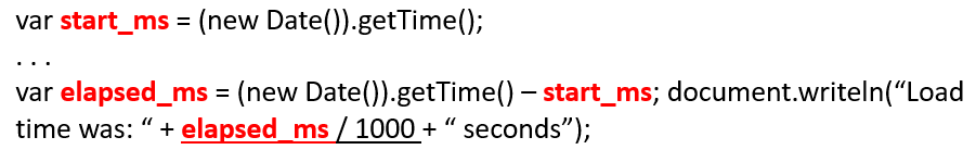 var start_ms = (new Date()).getTime();
. . .
var elapsed_ms = (new Date()).getTime() – start_ms; document.writeln(“Load
time was: “ + elapsed_ms / 1000 + “ seconds”);